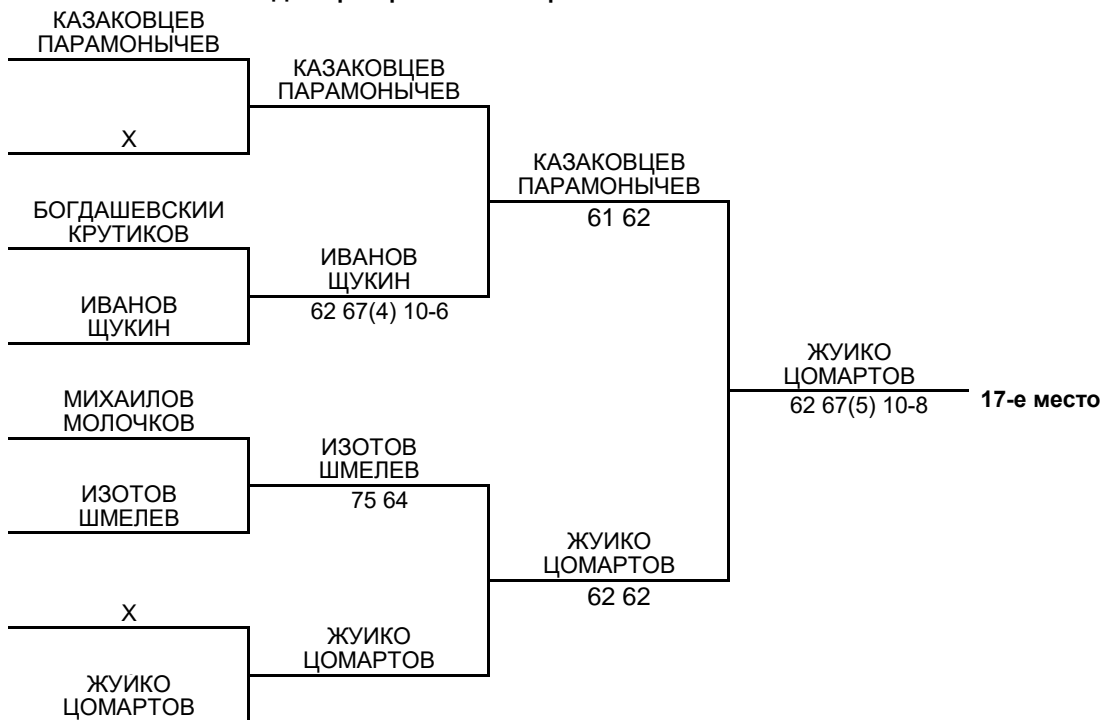 КАЗАКОВЦЕВ
ПАРАМОНЫЧЕВ
Х
БОГДАШЕВСКИИ
КРУТИКОВ
ИВАНОВ
ЩУКИН
МИХАИЛОВ
МОЛОЧКОВ
ИЗОТОВ
ШМЕЛЕВ
Х
ЖУИКО
ЦОМАРТОВ
КАЗАКОВЦЕВ
ПАРАМОНЫЧЕВ
ИВАНОВ
ЩУКИН
62 67(4) 10-6
ИЗОТОВ
ШМЕЛЕВ
75 64
ЖУИКО
ЦОМАРТОВ
КАЗАКОВЦЕВ
ПАРАМОНЫЧЕВ
61 62
ЖУИКО
ЦОМАРТОВ
62 62
ЖУИКО
ЦОМАРТОВ
62 67(5) 10-8
17-е место